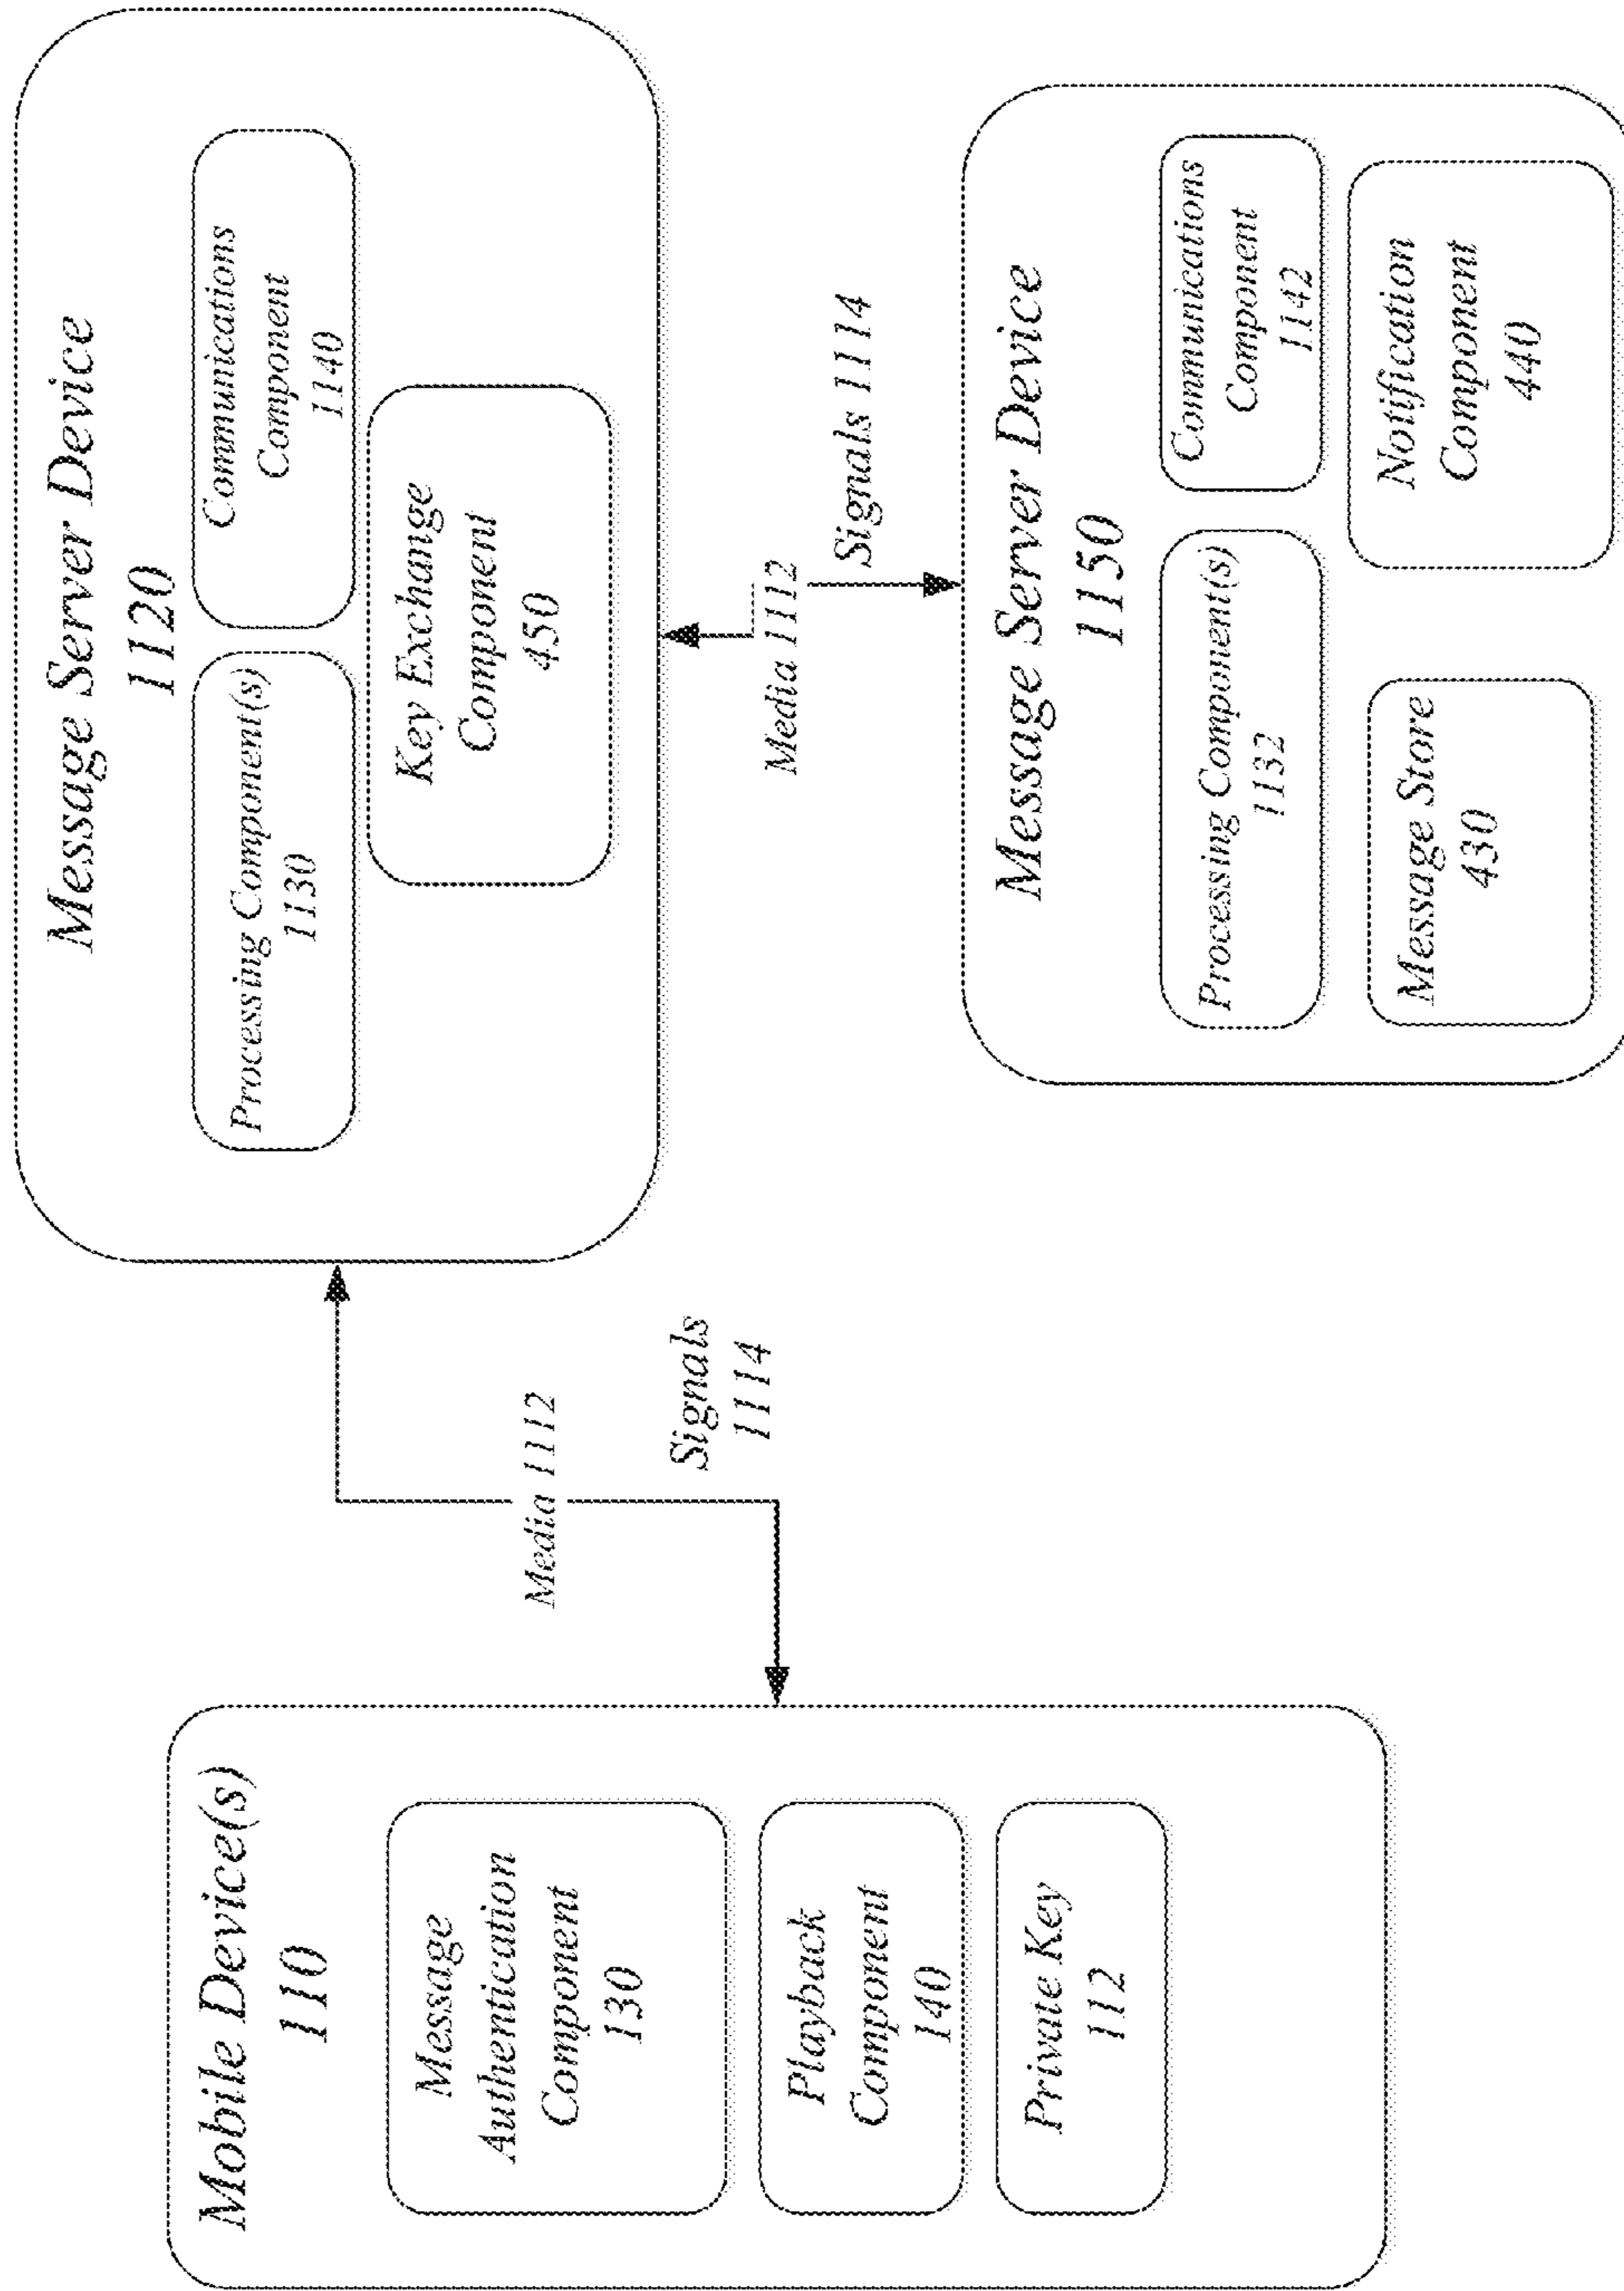 Mobile Device(s)
110
Message
Authentication
Component
130
Playback
Component
140
Private Key
112
Media 1112
Signals
1114
Message Server Device
1120
Processing Component(s)
1130
Communications
Component
1140
Key Exchange
Component
450
Media 1112
Signals 1114
Message Server Device
1150
Processing Component(s)
1132
Communications
Component
1142
Message Store
430
Notification
Component
440